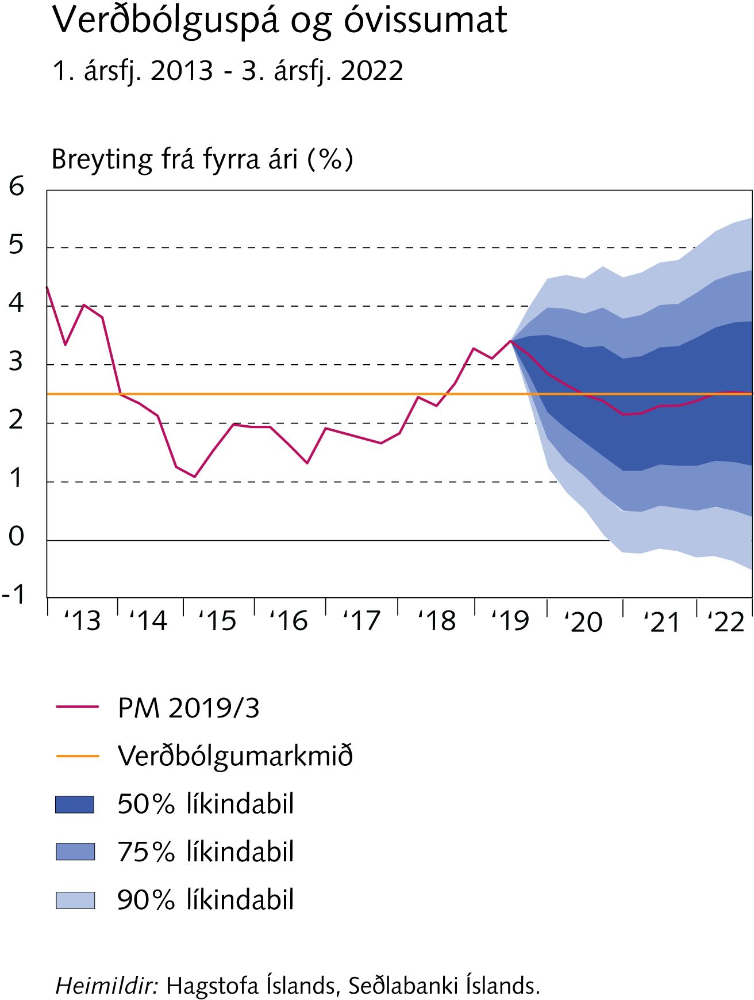 Verðbólguspá og óvissumat
1. ársfj. 2013 - 3. ársfj. 2022
Breyting frá fyrra ári (%)
6
5
4
3
2
1
0
-1
‘13 ‘14 ‘15 ‘16 ‘17 ‘18 ‘19 ‘20 ‘21 ‘22
PM 2019/3
Verðbólgumarkmið
50% líkindabil
75% líkindabil
90% líkindabil
Heimildir: Hagstofa Íslands, Seðlabanki Íslands.